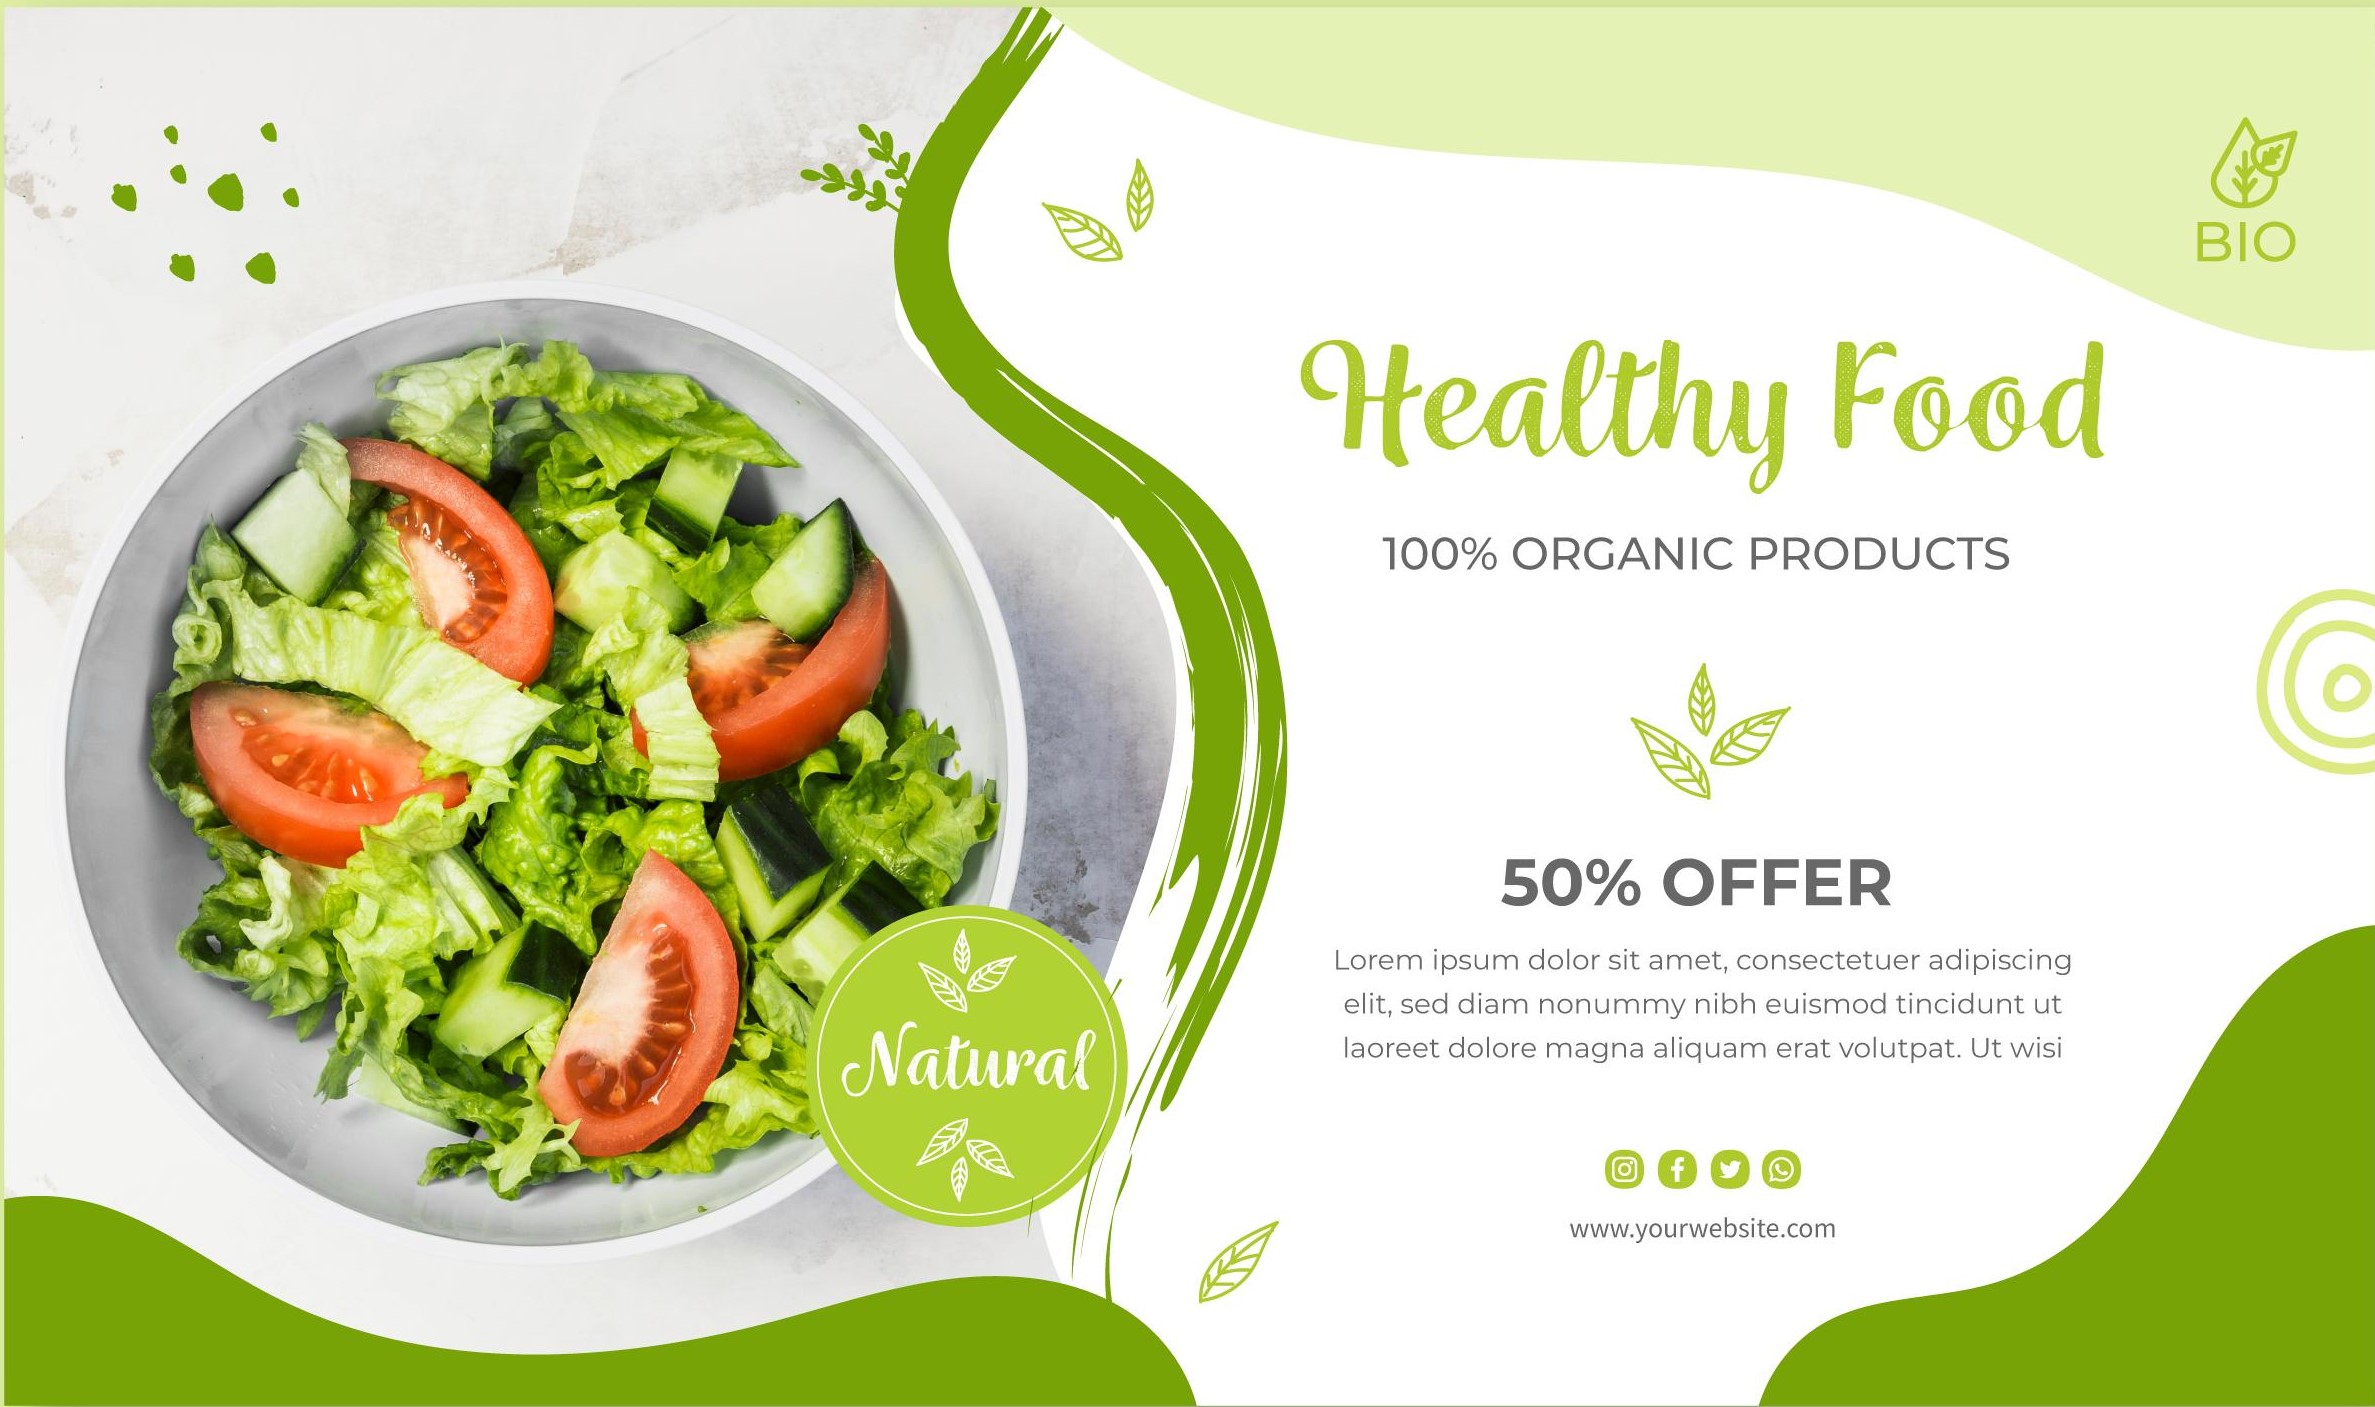 BIO
Healthy Food
100% ORGANIC PRODUCTS
50% OFFER
Lorem ipsum dolor sit amet, consectetuer adipiscing
elit, sed diam nonummy nibh euismod tincidunt ut
laoreet dolore magna aliquam erat volutpat. Ut wisi
Natural
www.yourwebsite.com